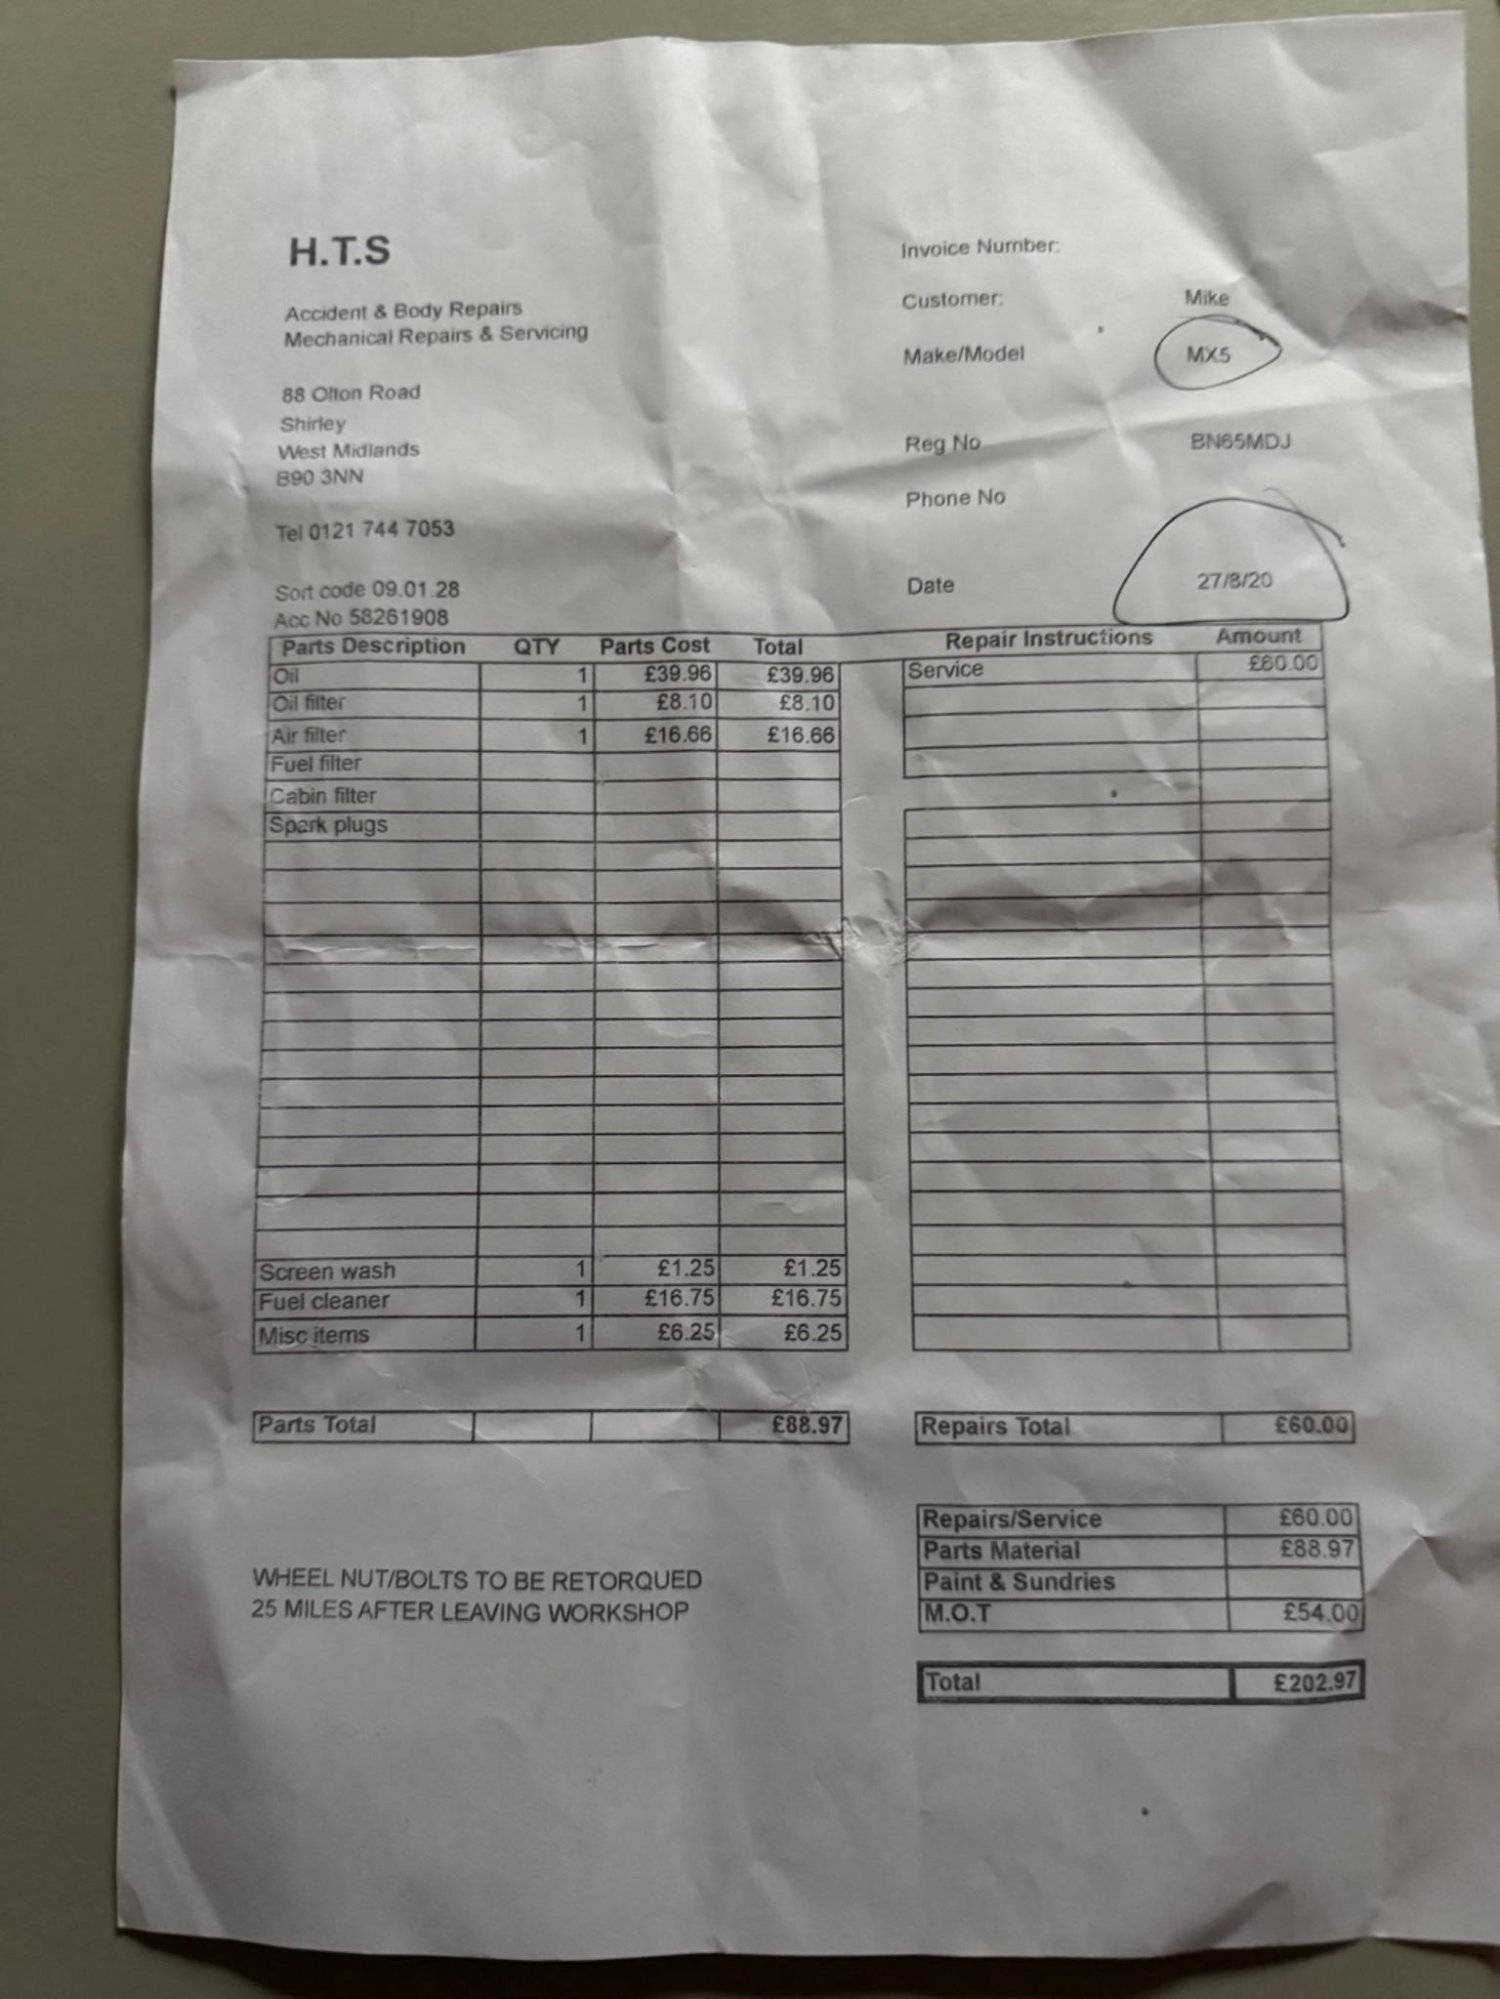 H.T.S
Accident & Body Repairs
Mechanical Repairs & Servicing
88 Olton Road
Shirley
West Midlands
B90 3NN
Tel 0121 744 7053
Sort code 09.01.28
Acc No 58261908
Invoice Number:
Customer: Mike
Make/Model MX5
Reg No BN65MDJ
Phone No
Date 27/8/20
Parts Description QTY Parts Cost Total
Oil 1 £39.96 £39.96
Oil filter 1 £8.10 £8.10
Air filter 1 £16.66 £16.66
Fuel filter
Cabin filter
Spark plugs
Screen wash 1 £1.25 £1.25
Fuel cleaner 1 £16.75 £16.75
Misc items 1 £6.25 £6.25
Parts Total £88.97
Repair Instructions Amount
Service £60.00
Repairs Total £60.00
Repairs/Service £60.00
Parts Material £88.97
Paint & Sundries
M.O.T £54.00
Total £202.97
WHEEL NUT/BOLTS TO BE RETORQUED
25 MILES AFTER LEAVING WORKSHOP